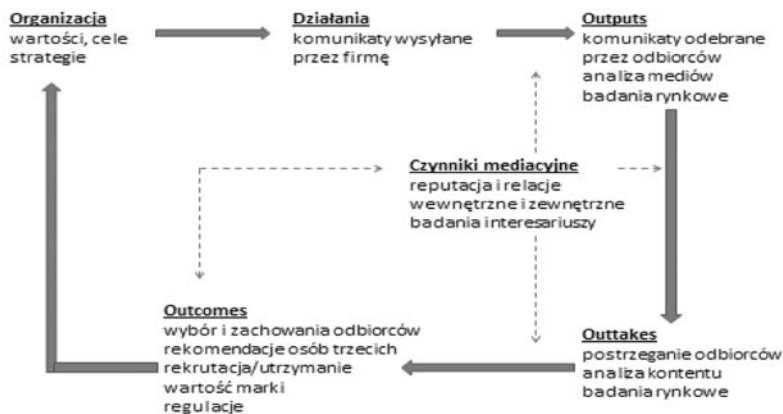 Organizacja
wartości, cele
strategie
Działania
komunikaty wysyłane
przez firmę
Outputs
komunikaty odebrane
przez odbiorców
analiza mediów
badania rynkowe
Czynniki mediacyjne
reputacja i relacje
wewnętrzne i zewnętrzne
badania interesariuszy
Outcomes
wybór i zachowania odbiorców
rekomendacje osób trzecich
rekrutacja/utrzymanie
wartość marki
regulacje
Outtakes
postrzeganie odbiorców
analiza kontentu
badania rynkowe